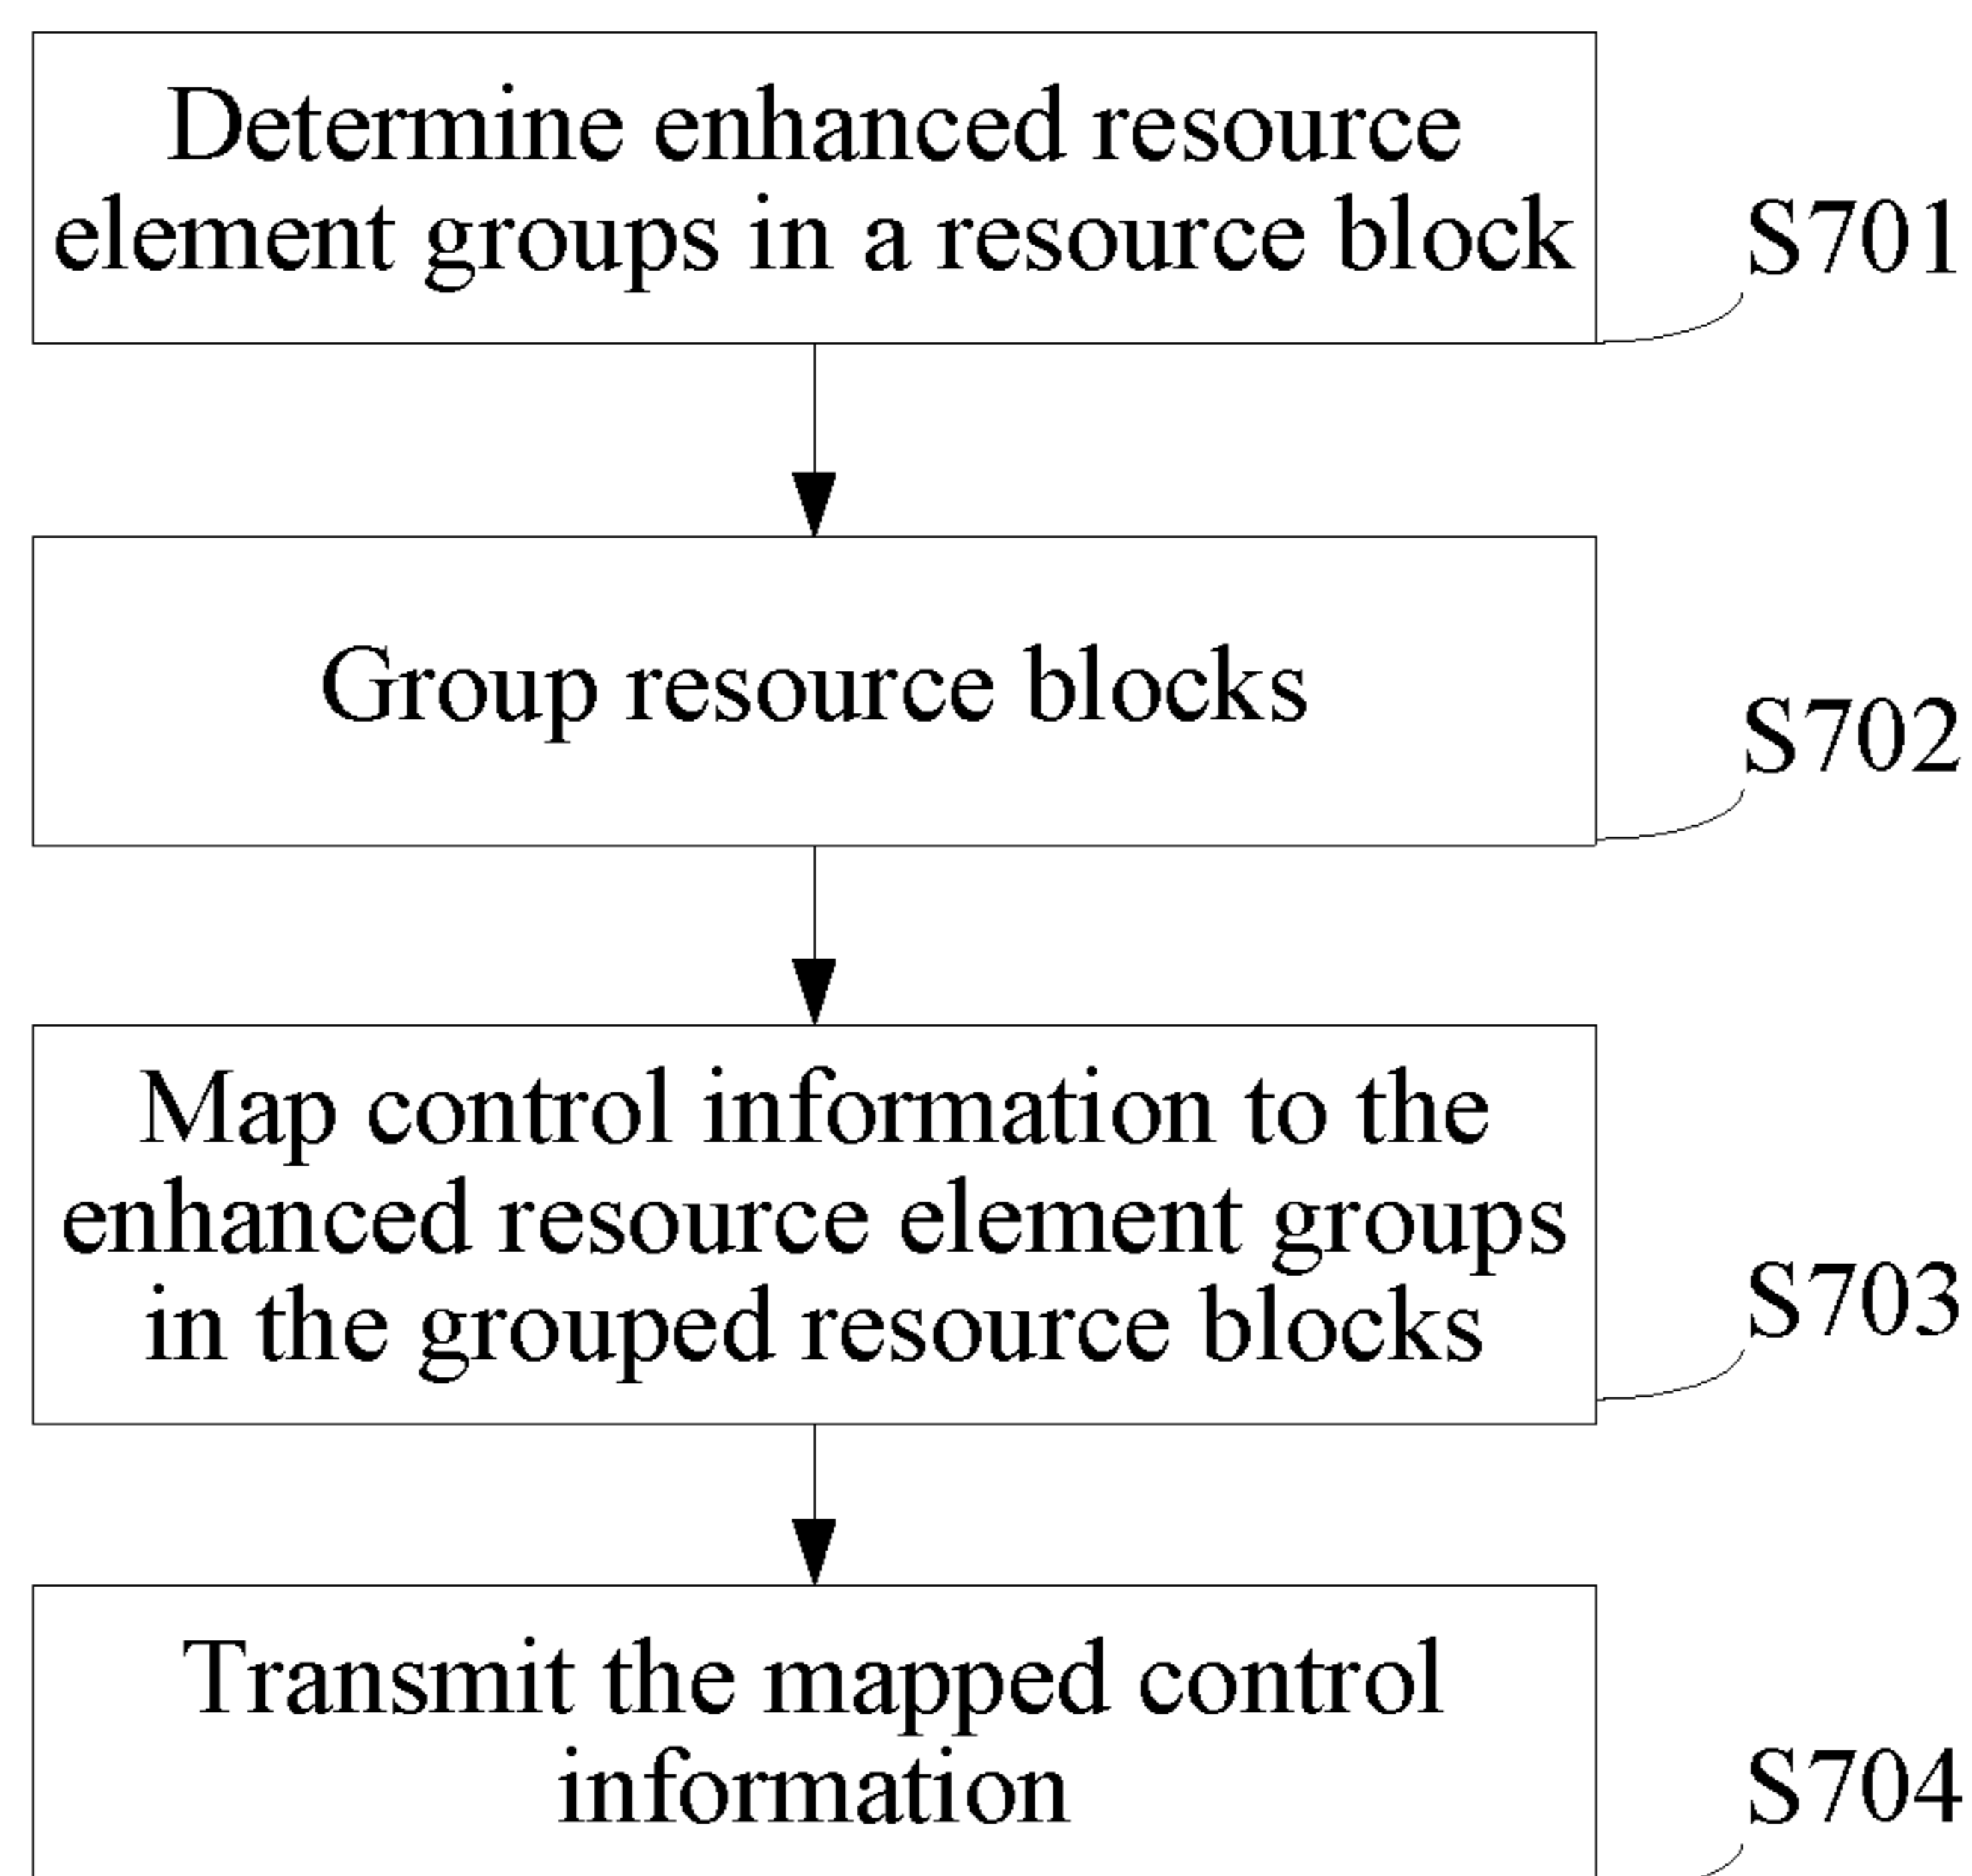 Determine enhanced resource
element groups in a resource block
S701
Group resource blocks
S702
Map control information to the
enhanced resource element groups
in the grouped resource blocks
S703
Transmit the mapped control
information
S704